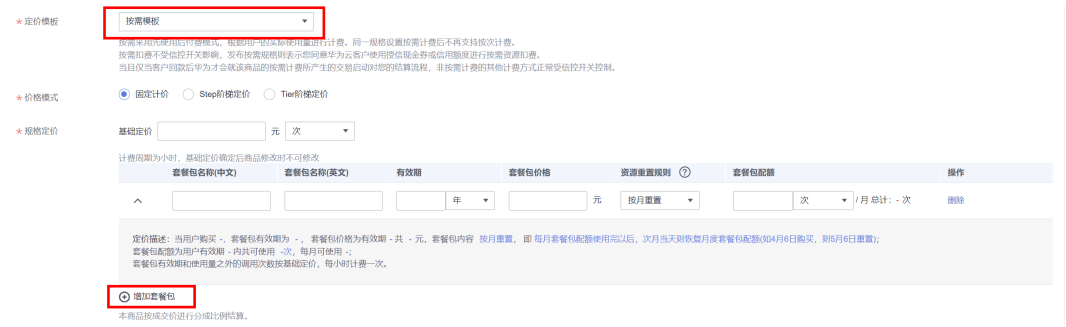 * 定价模板 按需模板
按需采用先使用后付费模式，根据用户的实际使用量进行计费。同一规格设置按需计费后不再支持按次计费。
按需扣费不受信控开关影响，发布按需规格则表示您同意华为云客户使用授信现金券或信用额度进行按需资源扣费。
当且仅当客户回款后华为才会就该商品的按需计费所产生的交易启动对您的结算流程，非按需计费的其他计费方式正常受信控开关控制。
* 价格模式 固定计价 Step阶梯定价 Tier阶梯定价
* 规格定价 基础定价 元 次
计费周期为小时，基础定价确定后商品修改时不可修改
套餐包名称(中文) 套餐包名称(英文) 有效期 套餐包价格 资源重置规则 ? 套餐包配额 操作
年 元 按月重置 次 / 月 总计：- 次 删除
定价描述：当用户购买 -，套餐包有效期为 -， 套餐包价格为有效期 - 共 - 元，套餐包内容 按月重置， 即 每月套餐包配额使用完以后，次月当天则恢复月度套餐包配额(如4月6日购买，则5月6日重置);
套餐包配额为用户有效期 - 内共可使用 -次，每月可使用 -;
套餐包有效期和使用量之外的调用次数按基础定价，每小时计费一次。
增加套餐包
本商品按成交价进行分成比例结算。